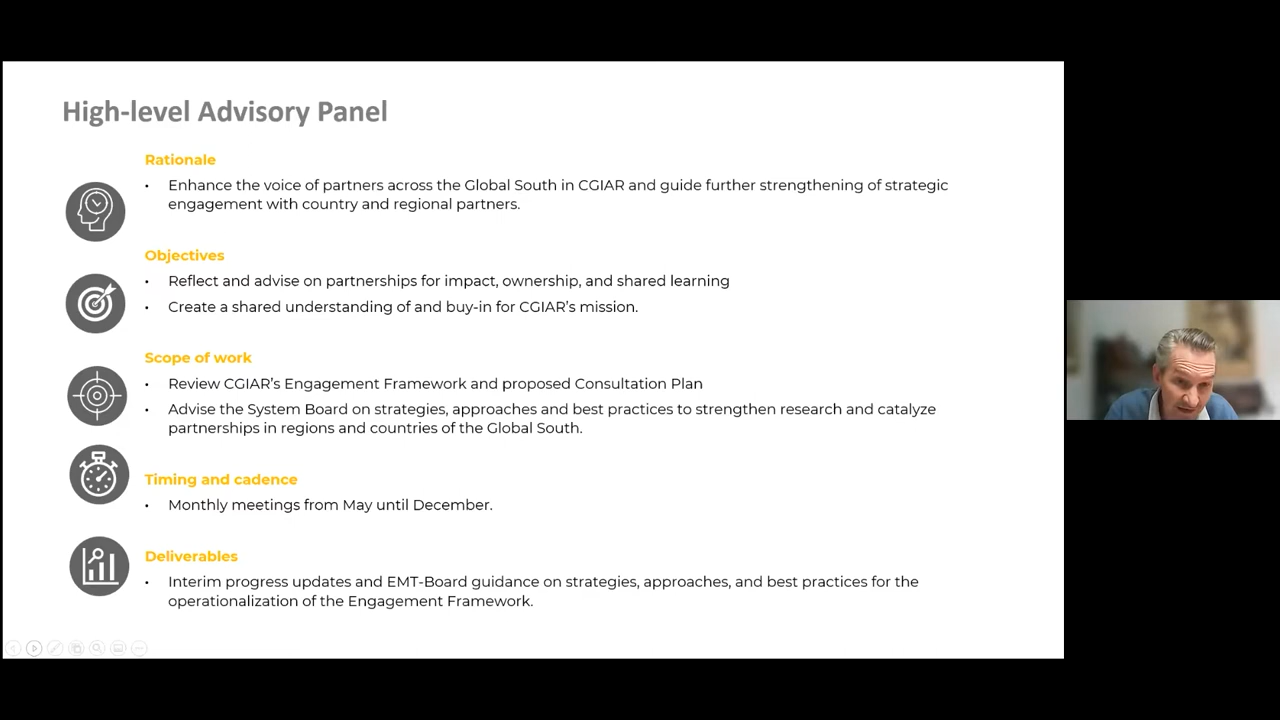 High-level Advisory Panel
Rationale
• Enhance the voice of partners across the Global South in CGIAR and guide further strengthening of strategic
engagement with country and regional partners.
Objectives
• Reflect and advise on partnerships for impact, ownership, and shared learning
• Create a shared understanding of and buy-in for CGIAR's mission.
Scope of work
• Review CGIAR's Engagement Framework and proposed Consultation Plan
• Advise the System Board on strategies, approaches and best practices to strengthen research and catalyze
partnerships in regions and countries of the Global South.
Timing and cadence
• Monthly meetings from May until December.
Deliverables
• Interim progress updates and EMT-Board guidance on strategies, approaches, and best practices for the
operationalization of the Engagement Framework.